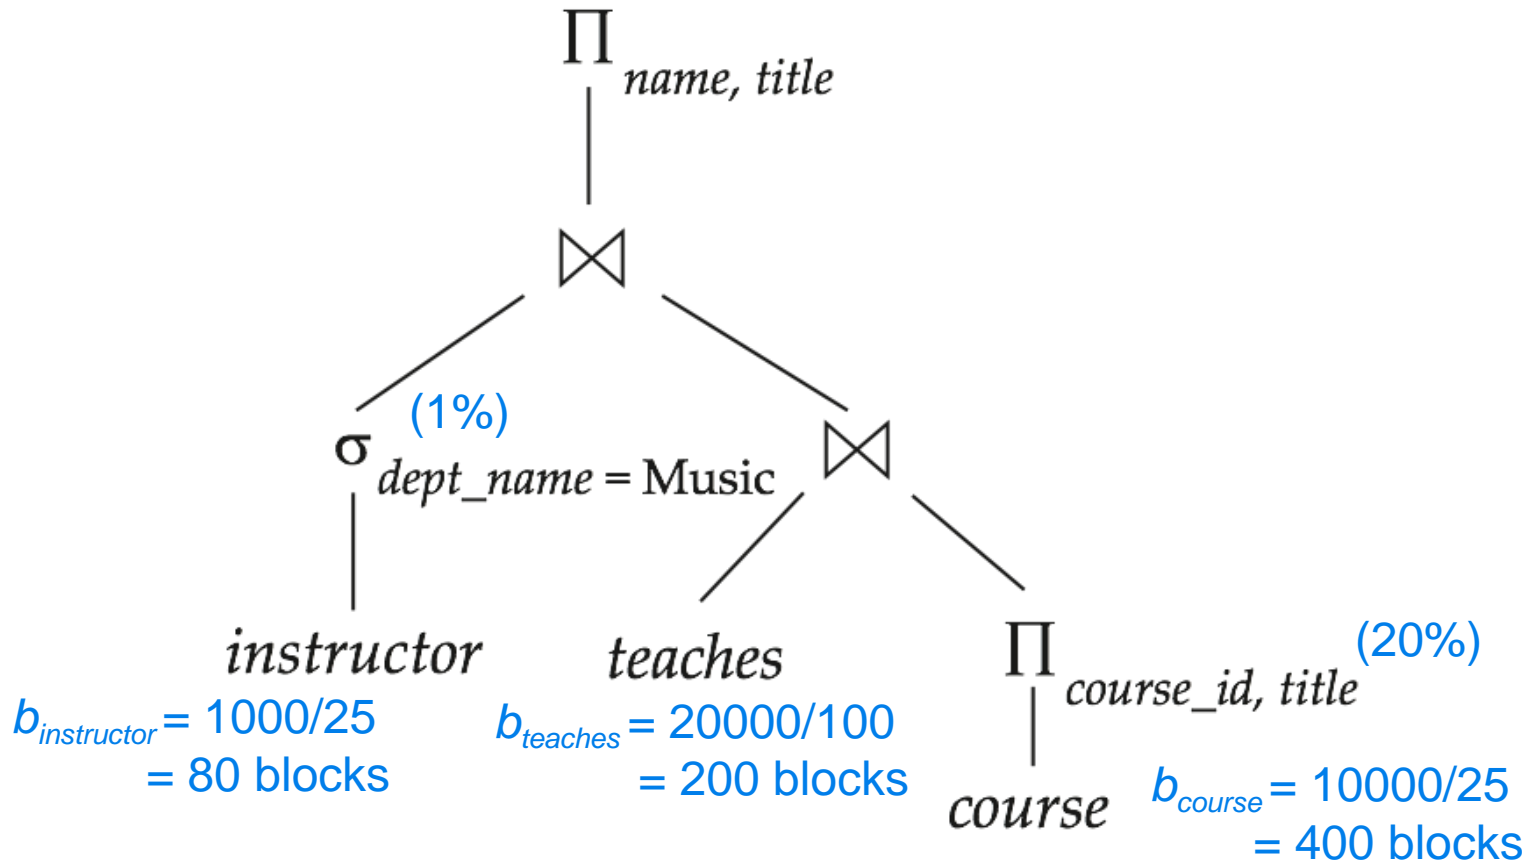 Π name, title
⋈
(1%)
σ dept_name = Music
⋈
instructor
teaches
Π course_id, title
(20%)
b instructor = 1000/25
= 80 blocks
b teaches = 20000/100
= 200 blocks
course
b course = 10000/25
= 400 blocks